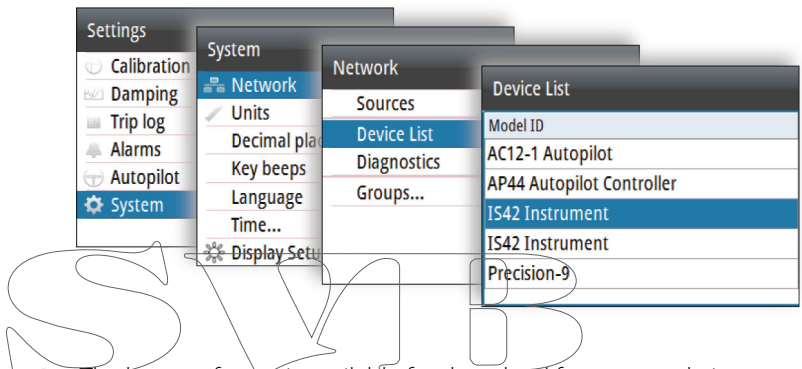 Settings
Calibration
Damping
Trip log
Alarms
Autopilot
System
System
Network
Units
Decimal
Key beeps
Language
Time...
Display
Network
Sources
Device List
Diagnostics
Groups...
Device List
Model ID
AC12-1 Autopilot
AP44 Autopilot Controller
IS42 Instrument
IS42 Instrument
Precision-9
SVB